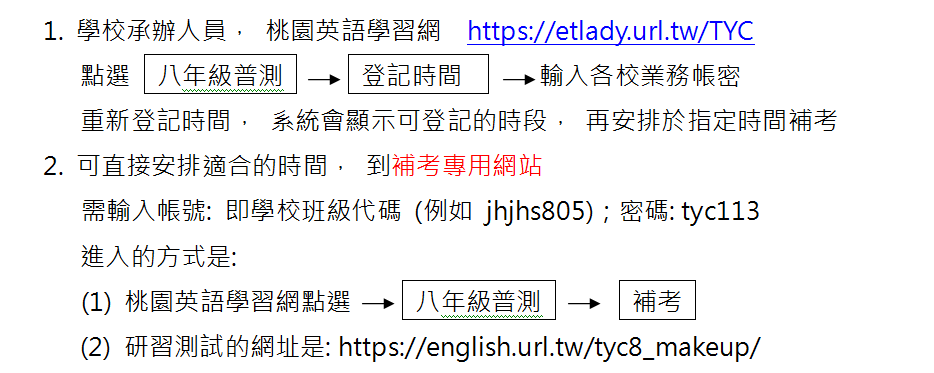 1. 學校承辦人員， 桃園英語學習網 https://etlady.url.tw/TYC
點選 八年級普測 → 登記時間 →輸入各校業務帳密
重新登記時間， 系統會顯示可登記的時段， 再安排於指定時間補考
2. 可直接安排適合的時間， 到補考專用網站
需輸入帳號: 即學校班級代碼 (例如 jhjhs805)；密碼: tyc113
進入的方式是:
(1) 桃園英語學習網點選 → 八年級普測 → 補考
(2) 研習測試的網址是: https://english.url.tw/tyc8_makeup/